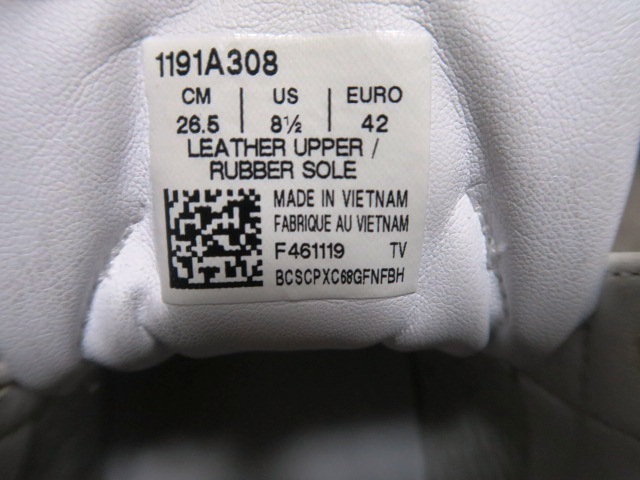 1191A308
CM | US | EURO
26.5 | 8½ | 42
LEATHER UPPER /
RUBBER SOLE
MADE IN VIETNAM
FABRIQUE AU VIETNAM
F461119 TV
BCSCPXC68GFNFBH